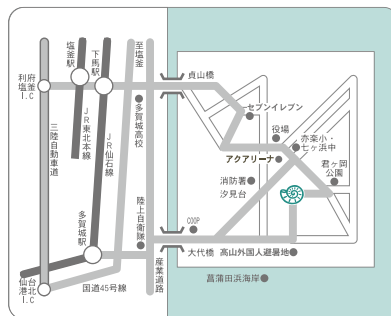 塩釜駅
下馬駅
至塩釜
利府
塩釜
I.C
貞山橋
セブンイレブン
多賀城高校
役場
赤楽小・
七ヶ浜中
JR東北本線
JR仙石線
三陸自動車道
アクアリーナ
君ヶ岡
公園
消防署
汐見台
多賀城駅
陸上自衛隊
COOP
大代橋
高山外国人避暑地
産業道路
仙台
港北
I.C
国道45号線
菖蒲田浜海岸